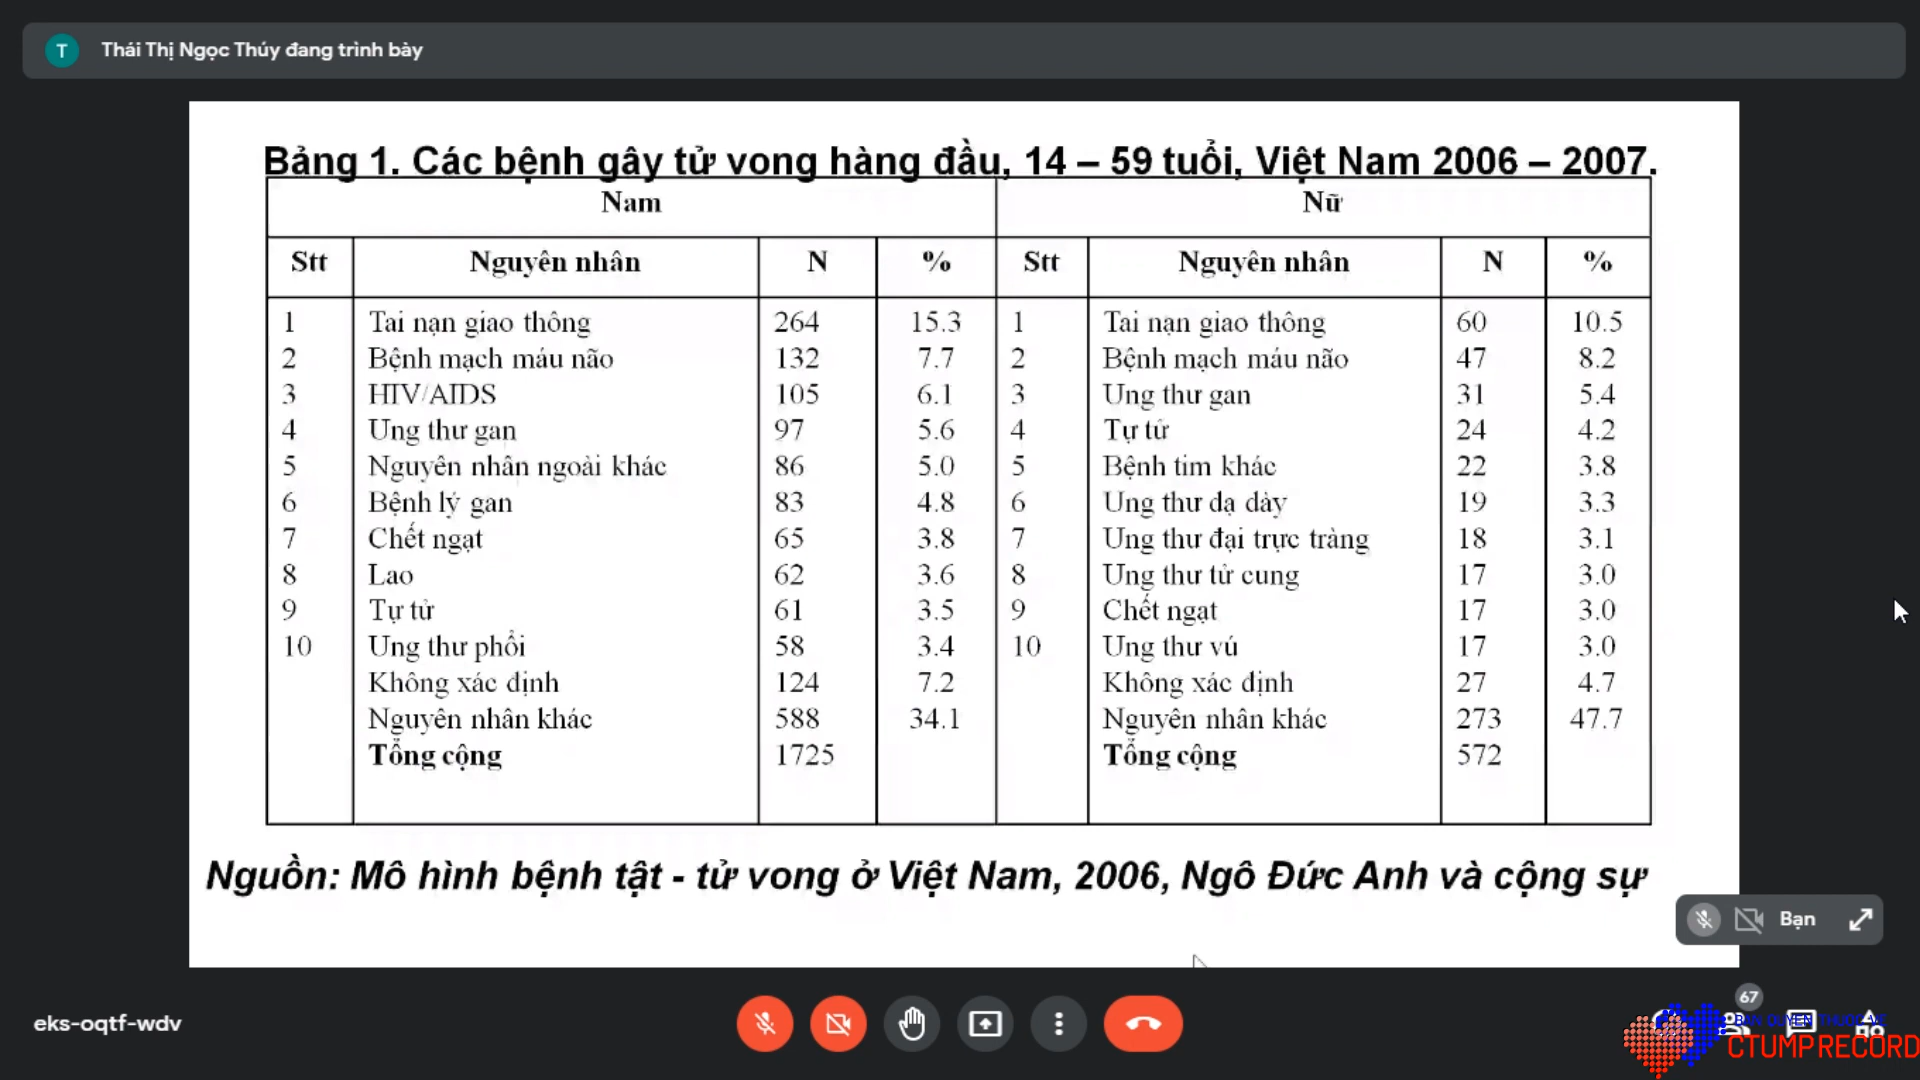 T Thái Thị Ngọc Thúy đang trình bày
Bảng 1. Các bệnh gây tử vong hàng đầu, 14 – 59 tuổi, Việt Nam 2006 – 2007.
Nam Nữ
Stt Nguyên nhân N % Stt Nguyên nhân N %
1 Tai nạn giao thông 264 15.3 1 Tai nạn giao thông 60 10.5
2 Bệnh mạch máu não 132 7.7 2 Bệnh mạch máu não 47 8.2
3 HIV/AIDS 105 6.1 3 Ung thư gan 31 5.4
4 Ung thư gan 97 5.6 4 Tự tử 24 4.2
5 Nguyên nhân ngoài khác 86 5.0 5 Bệnh tim khác 22 3.8
6 Bệnh lý gan 83 4.8 6 Ung thư dạ dày 19 3.3
7 Chết ngạt 65 3.8 7 Ung thư đại trực tràng 18 3.1
8 Lao 62 3.6 8 Ung thư tử cung 17 3.0
9 Tự tử 61 3.5 9 Chết ngạt 17 3.0
10 Ung thư phổi 58 3.4 10 Ung thư vú 17 3.0
Không xác định 124 7.2 Không xác định 27 4.7
Nguyên nhân khác 588 34.1 Nguyên nhân khác 273 47.7
Tổng cộng 1725 Tổng cộng 572
Nguồn: Mô hình bệnh tật - tử vong ở Việt Nam, 2006, Ngô Đức Anh và cộng sự
Bạn
67
eks-oqtf-wdv
BẢN QUYỀN THUỘC VỀ
CTUMP RECORD